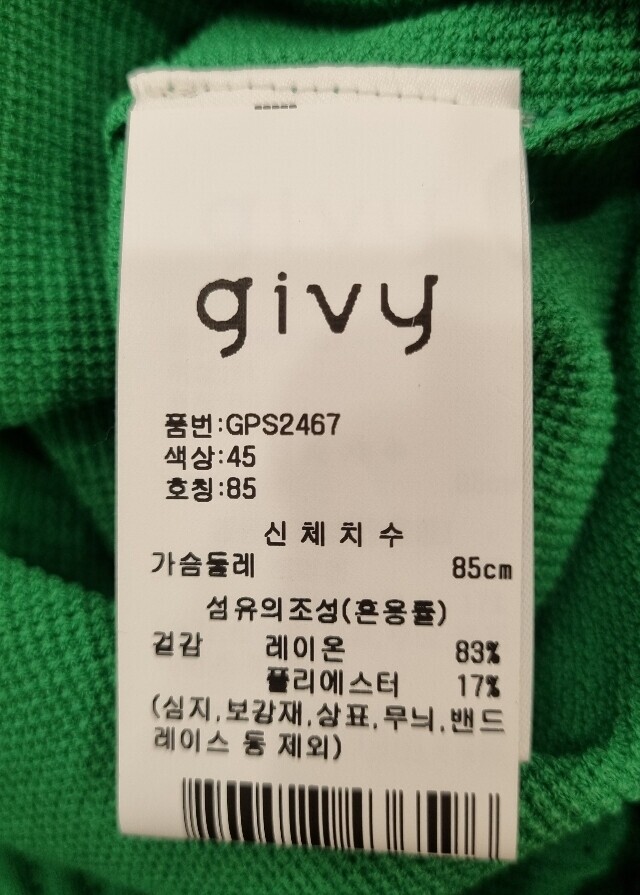 givy
품번:GPS2467
색상:45
호칭:85
신체치수
가슴둘레 85cm
섬유의조성(혼용률)
겉감 레이온 83%
폴리에스터 17%
(심지,보강재,상표,무늬,밴드
레이스 등 제외)